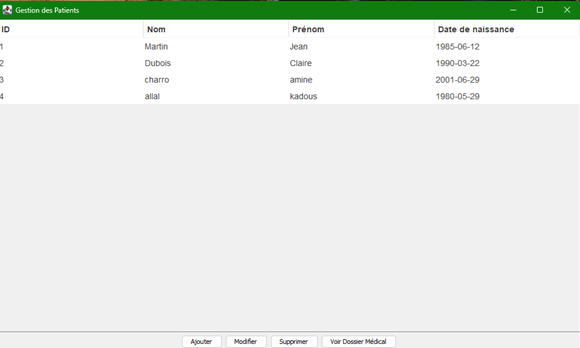 Gestion des Patients
ID Nom Prénom Date de naissance
1 Martin Jean 1985-06-12
2 Dubois Claire 1990-03-22
3 charro amine 2001-06-29
4 allal kadous 1980-05-29
Ajouter Modifier Supprimer Voir Dossier Médical